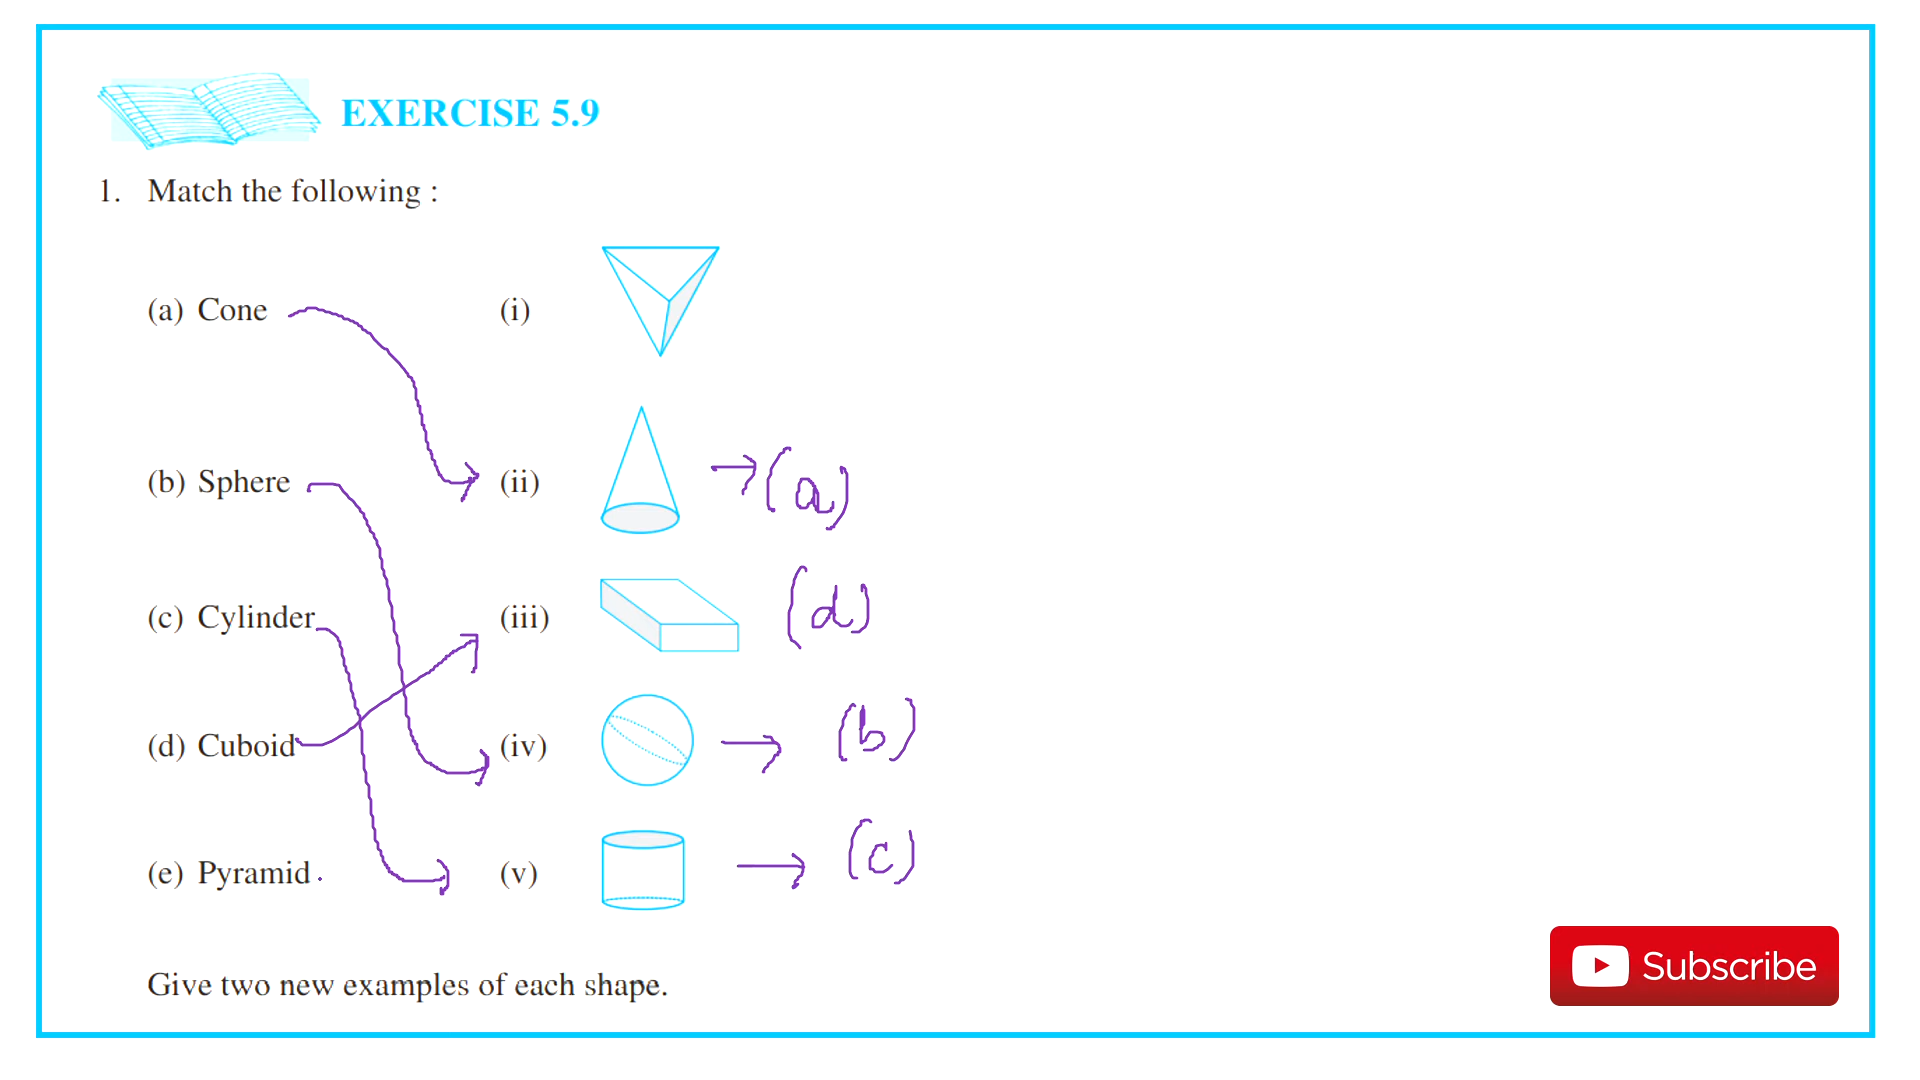 EXERCISE 5.9
1. Match the following :
(a) Cone (i)
(b) Sphere (ii) (a)
(c) Cylinder (iii) (d)
(d) Cuboid (iv) (b)
(e) Pyramid . (v) (c)
Give two new examples of each shape.
Subscribe